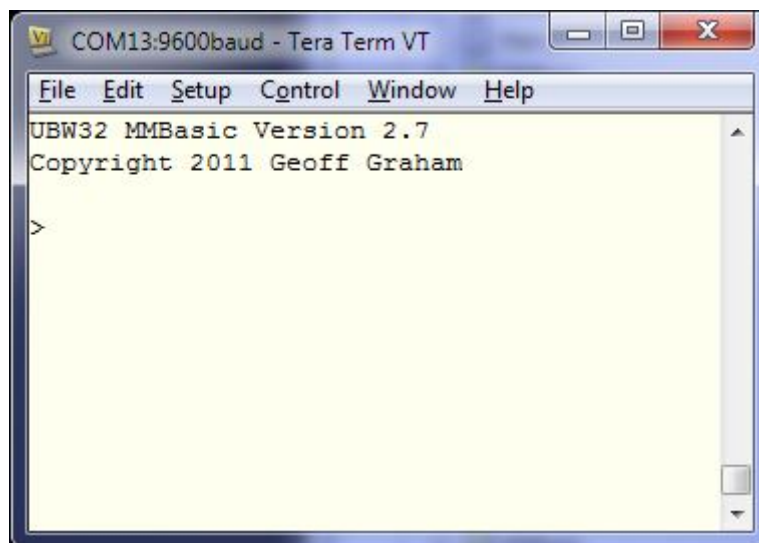 COM13:9600baud - Tera Term VT
File Edit Setup Control Window Help
UBW32 MMBasic Version 2.7
Copyright 2011 Geoff Graham
>